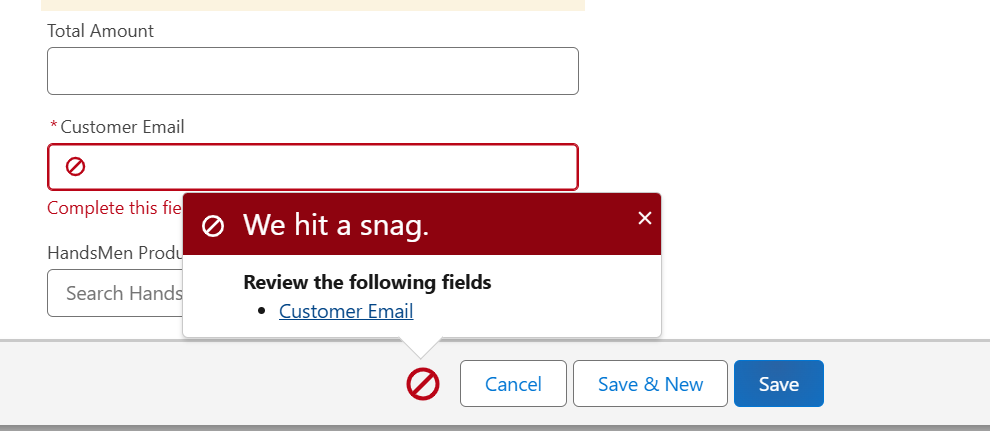 Total Amount
* Customer Email
Complete this fie
We hit a snag.
HandsMen Produ
Review the following fields
Search Hands
• Customer Email
Cancel
Save & New
Save